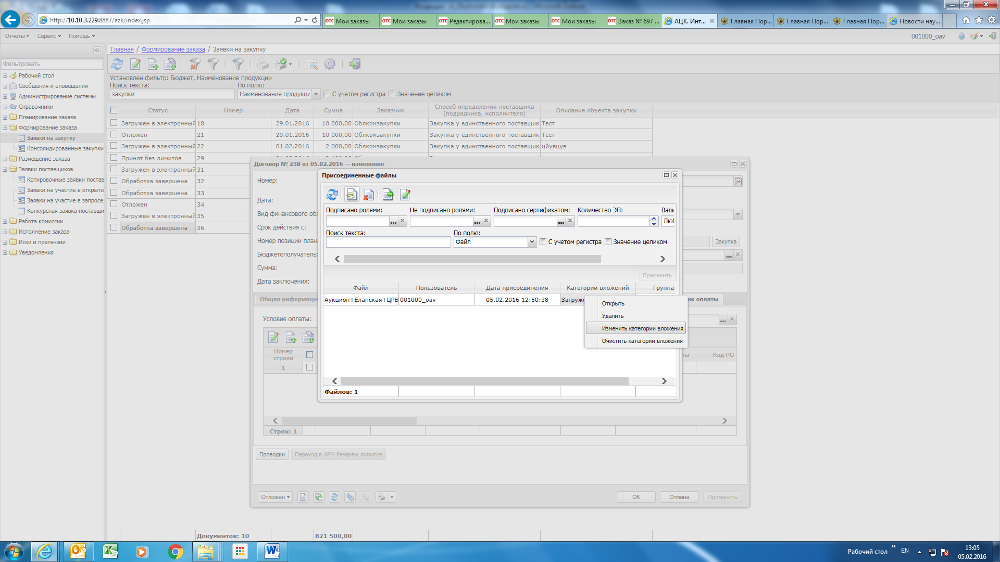 http://10.10.3.229:8887/azk/index.jsp
ОТС Мои заказы
ОТС Мои заказы
ОТС Редактирова...
ОТС Мои заказы
ОТС Мои заказы
ОТС Заказ № 697 ...
АЦК. Инт...
Главная Пор...
Главная Пор...
Главная Пор...
Новости нау...
Отчеты Сервис Помощь
001000_oav
Главная / Формирование заказа / Заявки на закупку
Фильтровать
Рабочий стол
Сообщения и оповещения
Администрирование системы
Справочники
Планирование заказа
Формирование заказа
Заявки на закупку
Консолидированные закупки
Размещение заказа
Заявки поставщиков
Котировочные заявки постав
Заявки на участие в открыто
Заявки на участие в запросе
Конкурсная заявка поставщи
Работа комиссии
Исполнение заказа
Иски и претензии
Уведомления
Установлен фильтр: Бюджет, Наименование продукции
Поиск текста: По полю:
закупки Наименование продукци С учетом регистра Значение целиком
Статус Номер Дата Сумма Заказчик Способ определения поставщика (подрядчика, исполнителя) Описание объекта закупки
Загружен в электронный 18 29.01.2016 10 000,00 Облкомзакупки Закупка у единственного поставщик Тест
Отложен 21 29.01.2016 10 000,00 Облкомзакупки Закупка у единственного поставщик Тест
Загружен в электронный 22 01.02.2016 2 000,00 Облкомзакупки Закупка у единственного поставщик цйувцув
Принят без лимитов 29
Загружен в электронный 31
Обработка завершена 32
Обработка завершена 33
Отложен 34
Загружен в электронный 35
Обработка завершена 36
Договор № 238 от 05.02.2016 — изменение
Номер:
Дата:
Вид финансового обя
Срок действия с:
Номер позиции план
Закупка
Бюджетополучатель:
Сумма:
Дата заключения:
Общая информаци
ик оплаты
Условие оплаты:
Номер строки
ты Код РО
1
Строк: 1
Проводки Переход в АРМ Резервы лимитов
Отложен
ОК Отмена Применить
Присоединенные файлы
Подписано ролями: Не подписано ролями: Подписано сертификатом: Количество ЭП: Вали
Люб
Поиск текста: По полю:
Файл С учетом регистра Значение целиком
Применить
Файл Пользователь Дата присоединения Категории вложений Группа
Аукцион+Еланская+ЦРБ 001000_oav 05.02.2016 12:50:38 Загруже
Открыть
Удалить
Изменить категории вложения
Очистить категории вложения
Файлов: 1
Документов: 10 821 500,00
Рабочий стол EN 13:05
05.02.2016